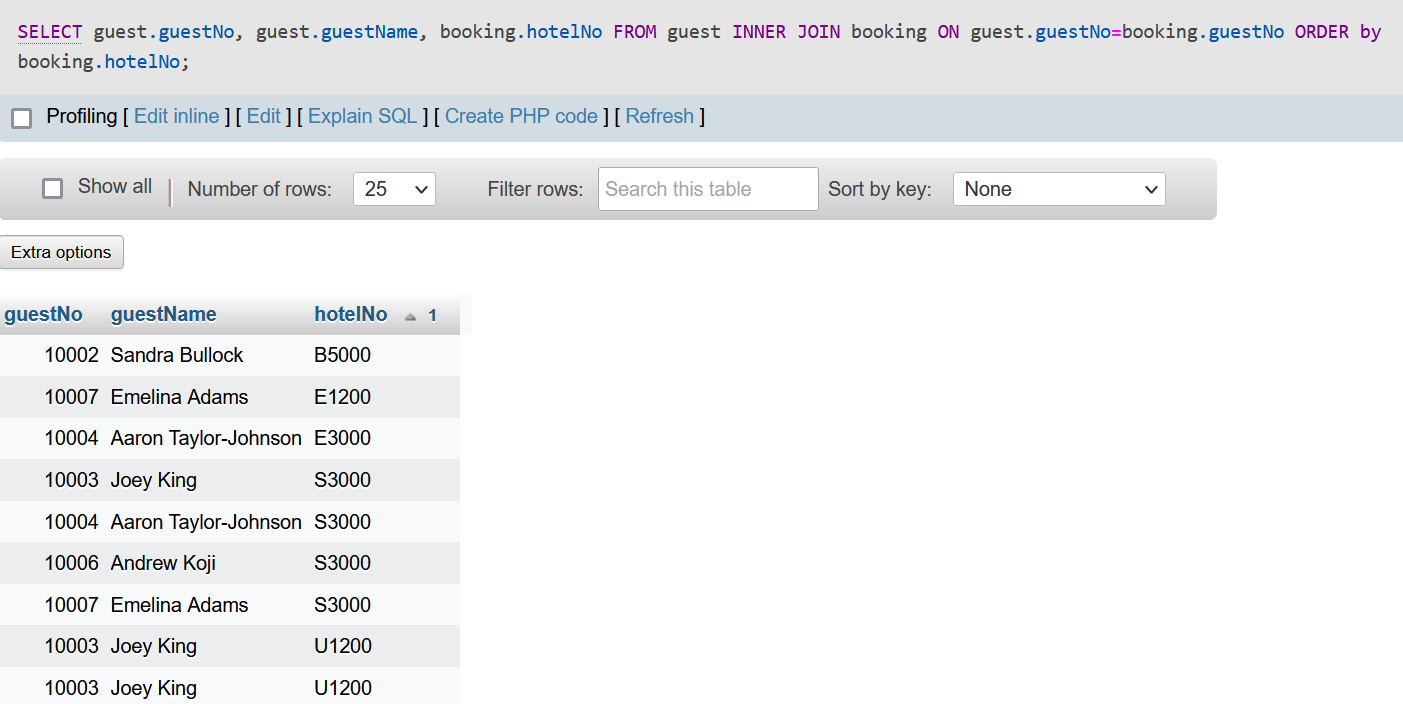 SELECT guest.guestNo, guest.guestName, booking.hotelNo FROM guest INNER JOIN booking ON guest.guestNo=booking.guestNo ORDER by
booking.hotelNo;
Profiling [ Edit inline ] [ Edit ] [ Explain SQL ] [ Create PHP code ] [ Refresh ]
Show all Number of rows: 25 Filter rows: Search this table Sort by key: None
Extra options
guestNo guestName hotelNo 1
10002 Sandra Bullock B5000
10007 Emelina Adams E1200
10004 Aaron Taylor-Johnson E3000
10003 Joey King S3000
10004 Aaron Taylor-Johnson S3000
10006 Andrew Koji S3000
10007 Emelina Adams S3000
10003 Joey King U1200
10003 Joey King U1200